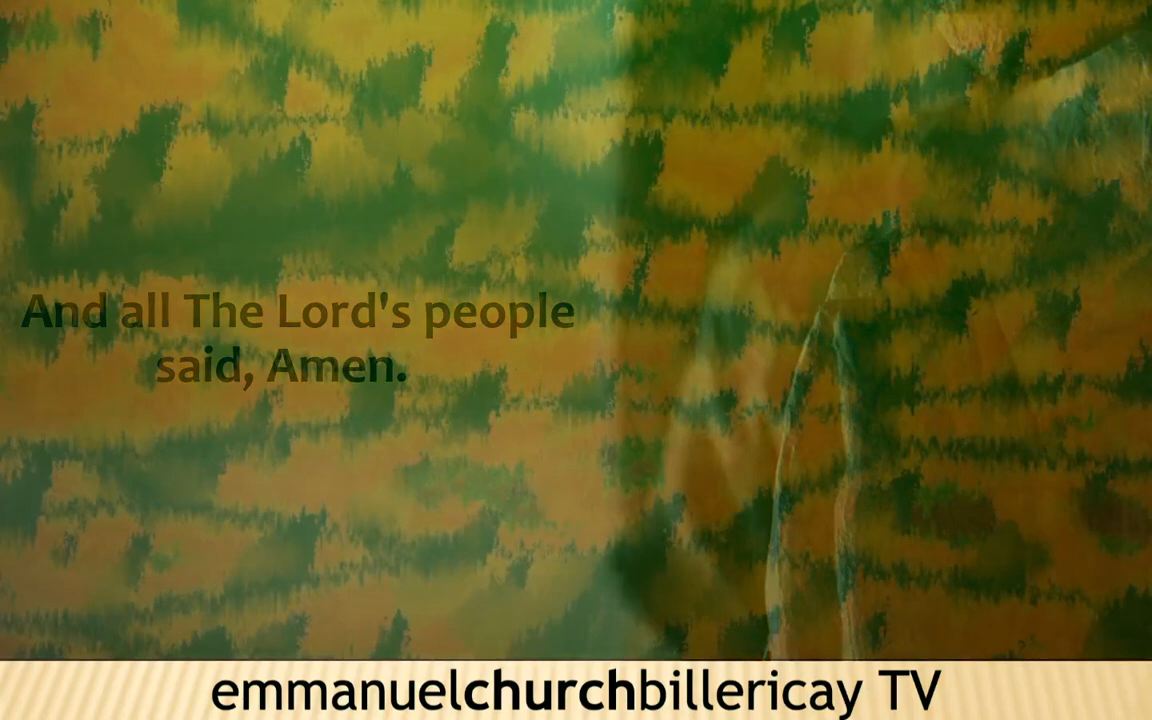 And all The Lord's people
said, Amen.
emmanuelchurchbillericay TV